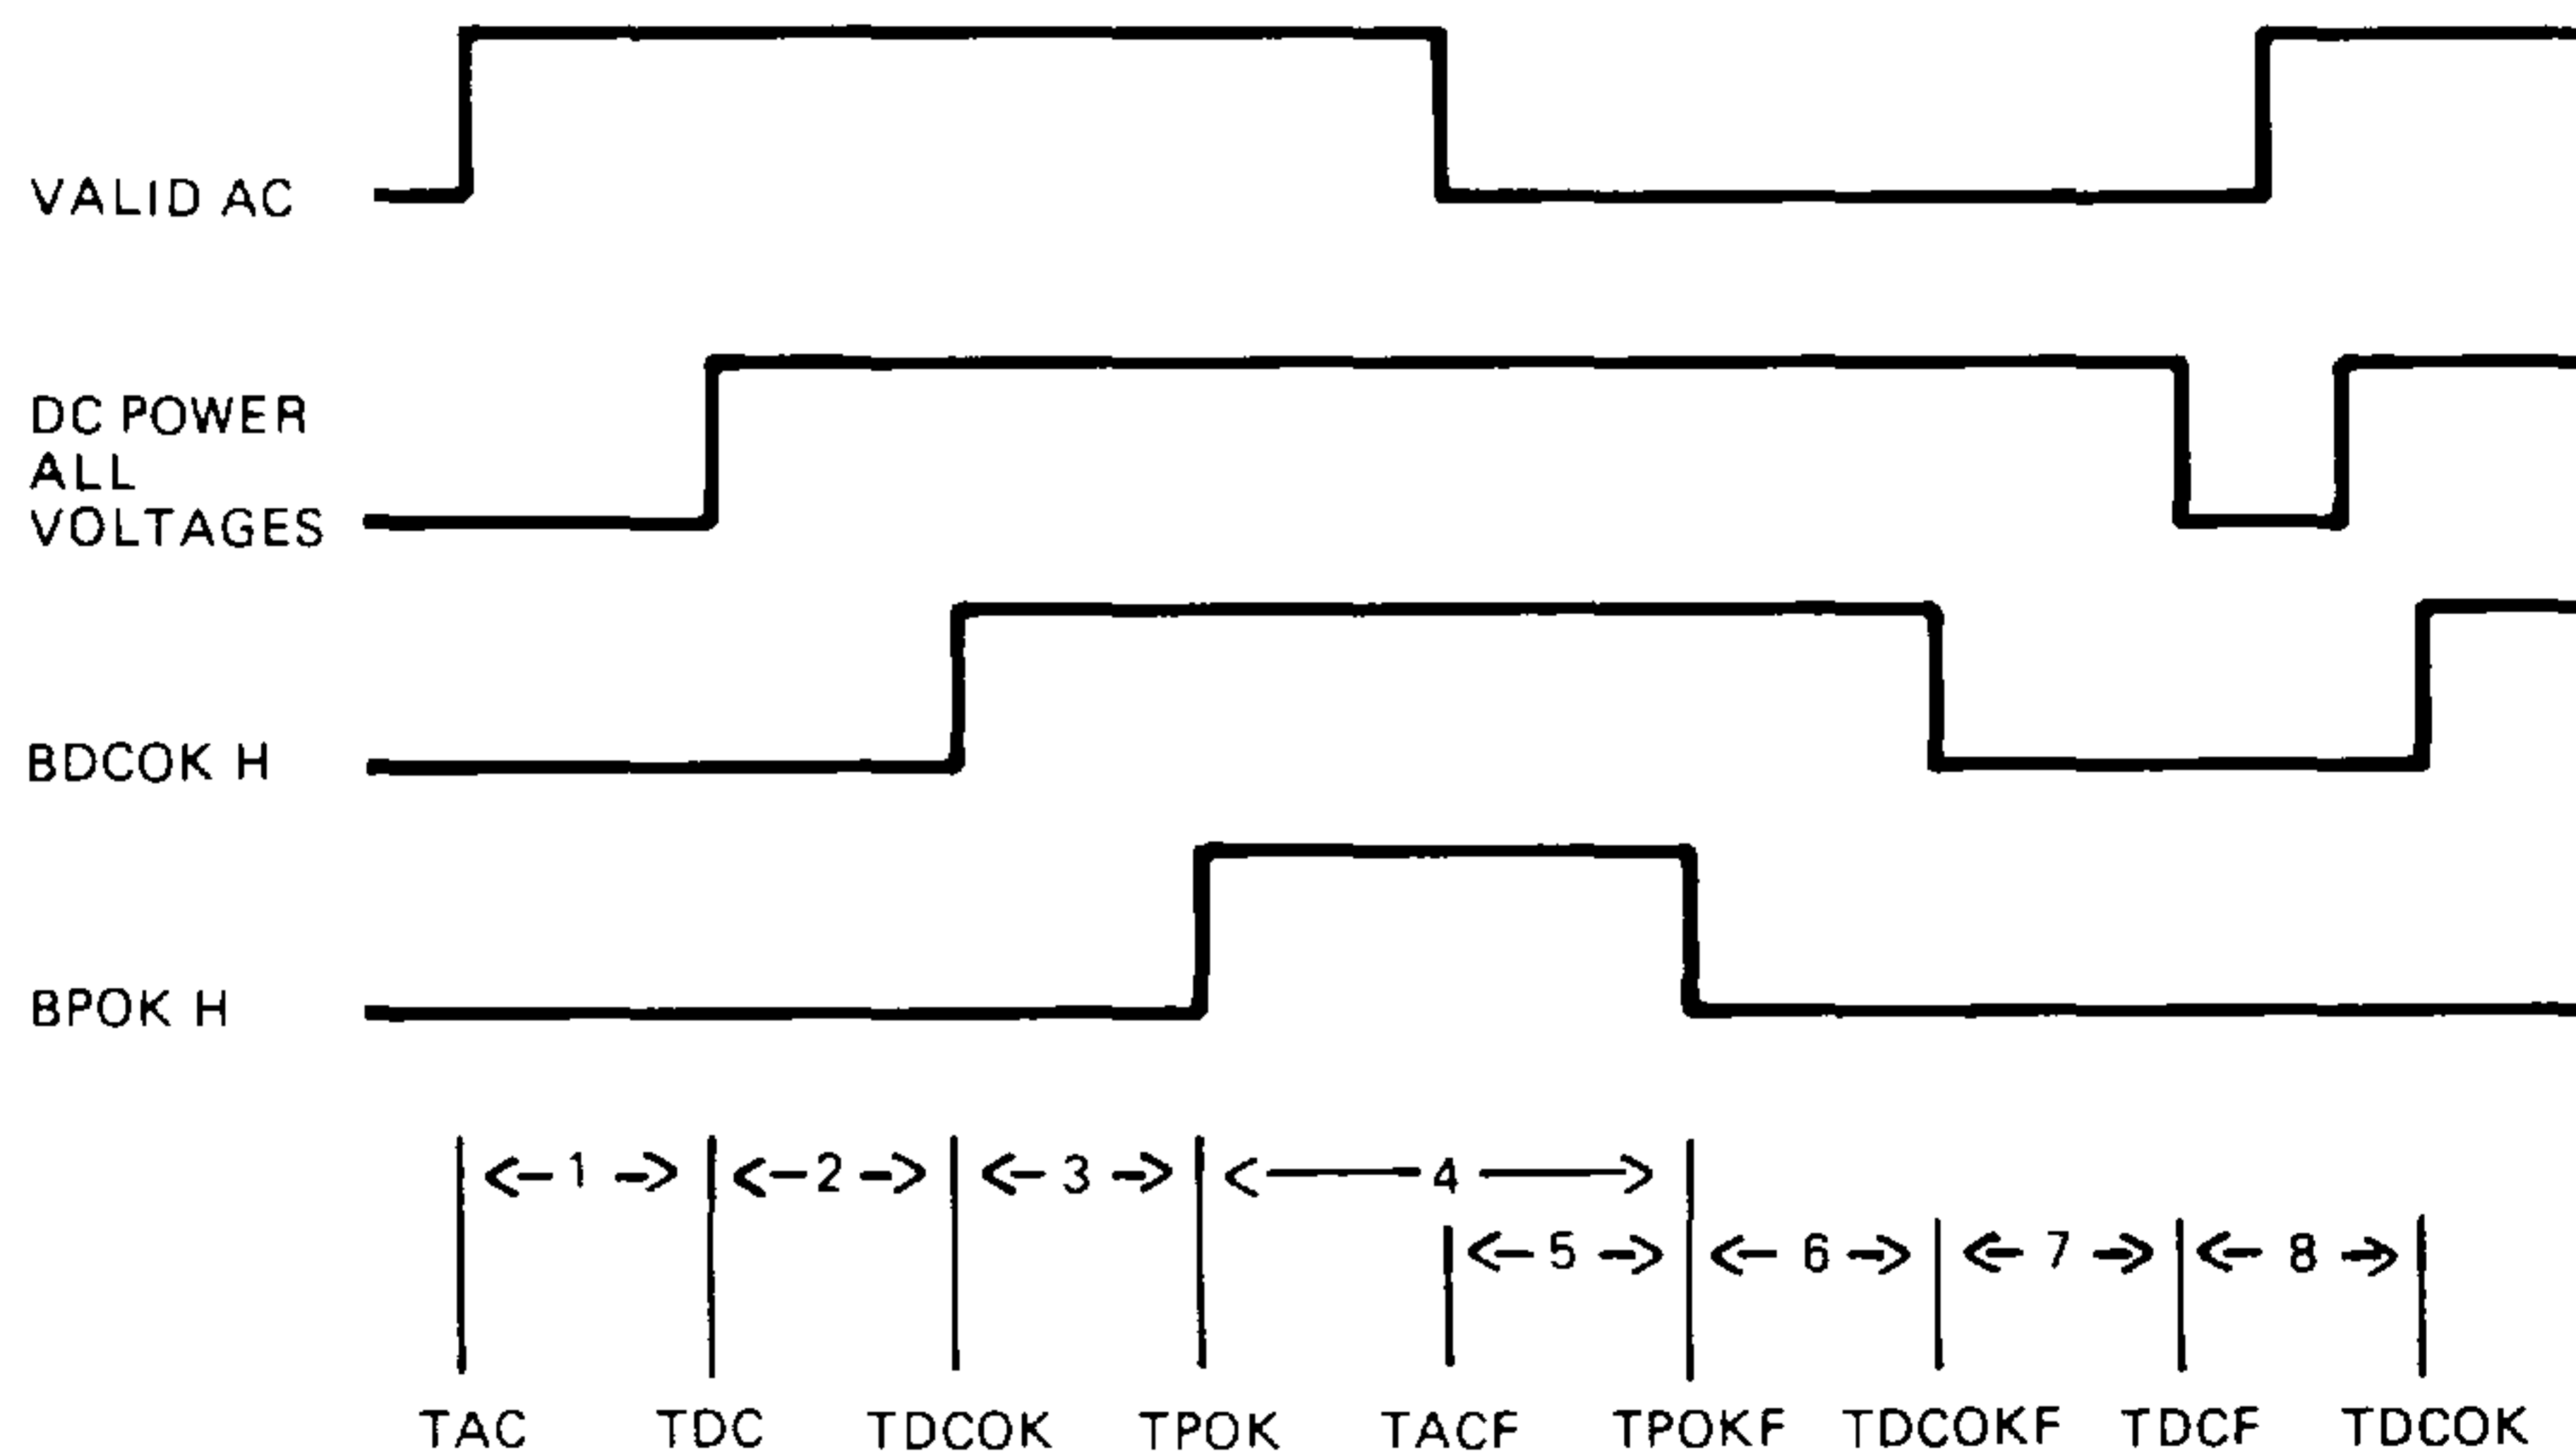 VALID AC
DC POWER
ALL
VOLTAGES
BDCOK H
BPOK H
1 2 3 4
5 6 7 8
TAC TDC TDCOK TPOK TACF TPOKF TDCOKF TDCF TDCOK